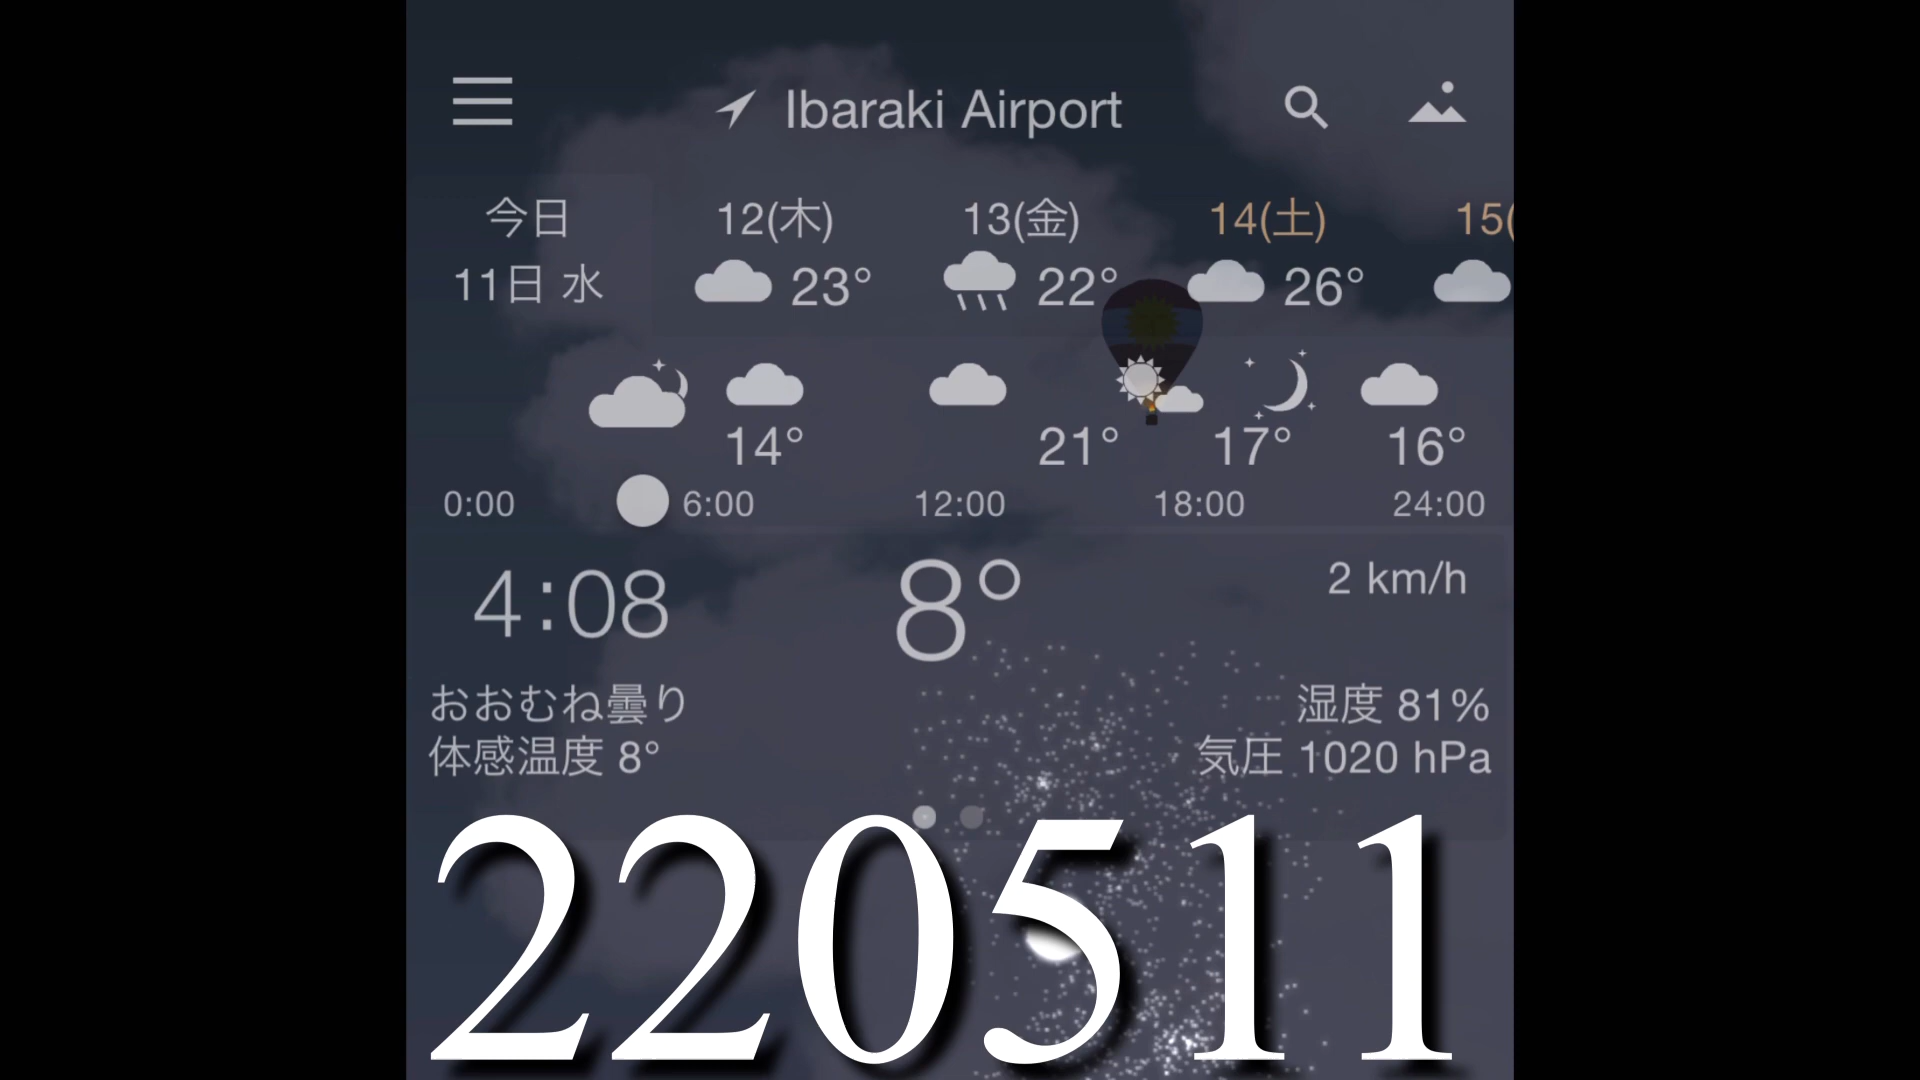 Ibaraki Airport
今日 12(木) 13(金) 14(土) 15(
11日 水 23° 22° 26°
14° 21° 17° 16°
0:00 6:00 12:00 18:00 24:00
4:08 8° 2 km/h
おおむね曇り 湿度 81%
体感温度 8° 気圧 1020 hPa
220511